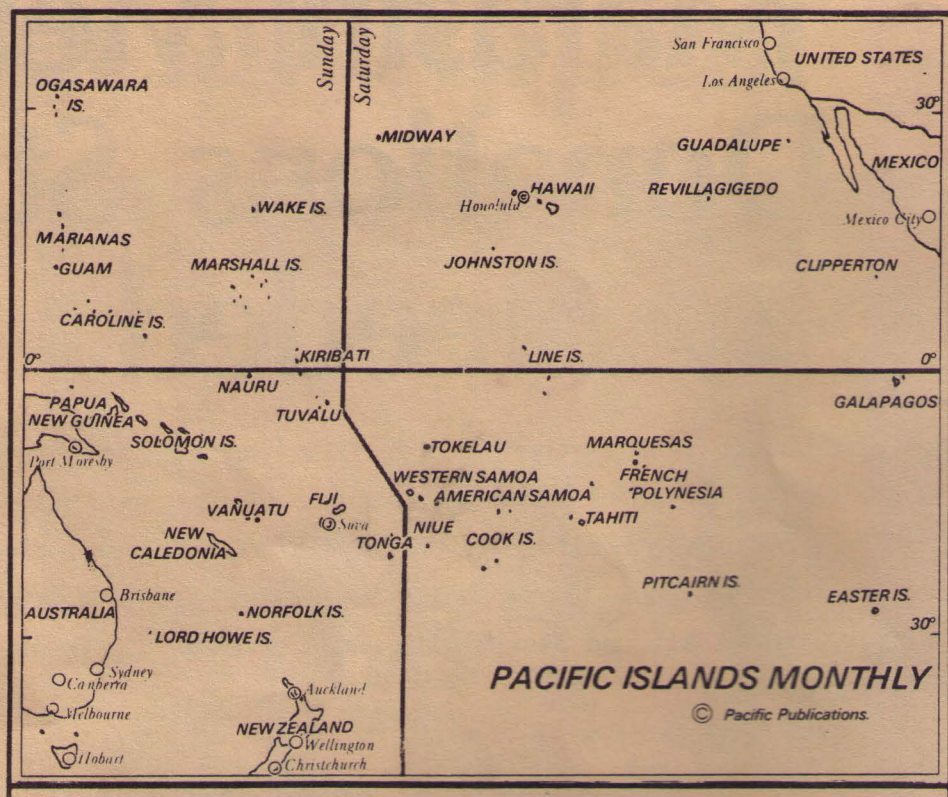 Sunday
Saturday
San Francisco
UNITED STATES
Los Angeles
OGASAWARA
IS.
30°
MIDWAY
GUADALUPE
MEXICO
HAWAII
REVILLAGIGEDO
Honolulu
WAKE IS.
Mexico City
MARIANAS
GUAM
MARSHALL IS.
JOHNSTON IS.
CLIPPERTON
CAROLINE IS.
0°
KIRIBATI
LINE IS.
0°
NAURU
GALAPAGOS
PAPUA
NEW GUINEA
TUVALU
SOLOMON IS.
Port Moresby
TOKELAU
MARQUESAS
WESTERN SAMOA
FRENCH
POLYNESIA
AMERICAN SAMOA
VANUATU
FIJI
Suva
TAHITI
NIUE
NEW
CALEDONIA
TONGA
COOK IS.
PITCAIRN IS.
Brisbane
EASTER IS.
AUSTRALIA
NORFOLK IS.
LORD HOWE IS.
30°
Sydney
Canberra
PACIFIC ISLANDS MONTHLY
Auckland
Melbourne
© Pacific Publications.
NEW ZEALAND
Wellington
Hobart
Christchurch